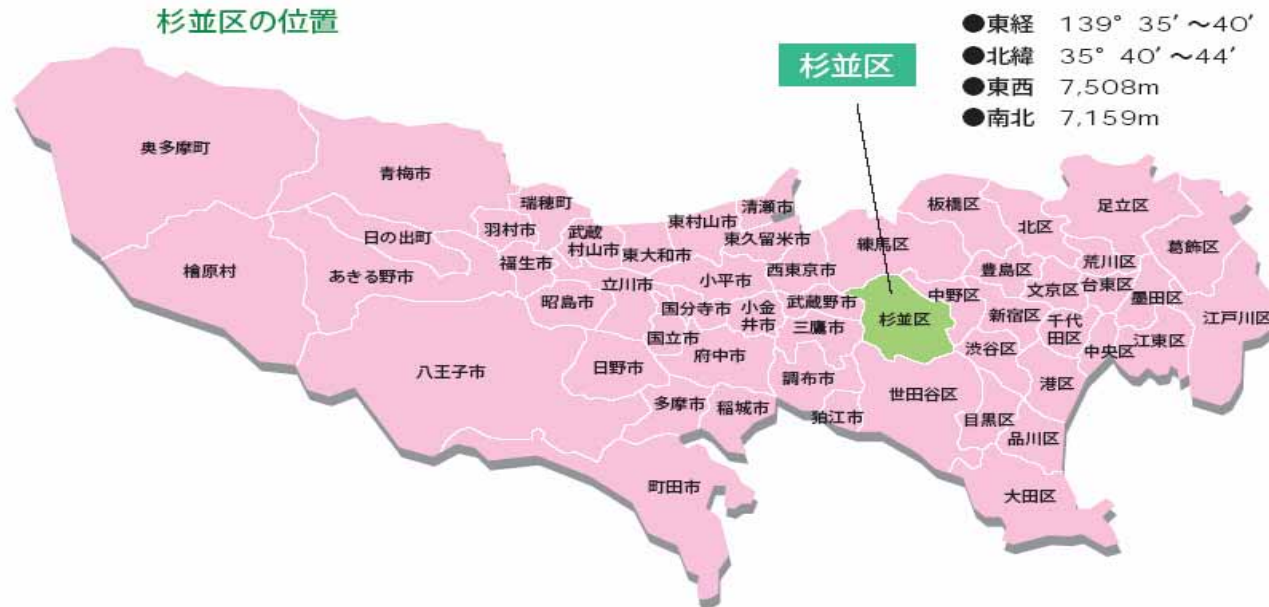 杉並区の位置
●東経 139° 35′～40′
●北緯 35° 40′～44′
●東西 7,508m
●南北 7,159m
杉並区
奥多摩町
青梅市
瑞穂町
羽村市
武蔵
村山市
東村山市
清瀬市
東久留米市
日の出町
東大和市
檜原村
あきる野市
福生市
昭島市
立川市
小平市
西東京市
国分寺市
小金
井市
武蔵野市
国立市
三鷹市
八王子市
日野市
府中市
調布市
多摩市
稲城市
狛江市
町田市
板橋区
北区
足立区
練馬区
葛飾区
豊島区
荒川区
中野区
文京区
台東区
墨田区
杉並区
新宿区
千代
田区
江戸川区
渋谷区
中央区
江東区
世田谷区
港区
目黒区
品川区
大田区